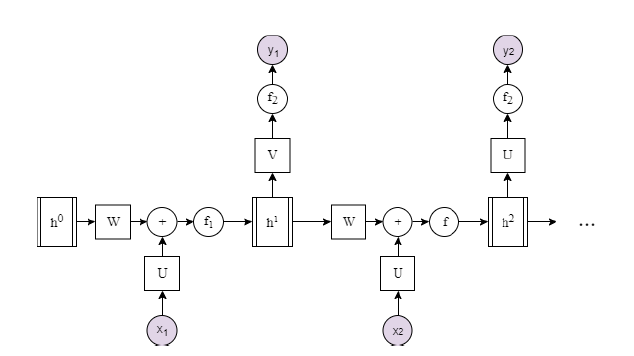 y₁ y₂
f₂ f₂
V U
h⁰ W + f₁ h¹ W + f h² ...
U U
x₁ x₂